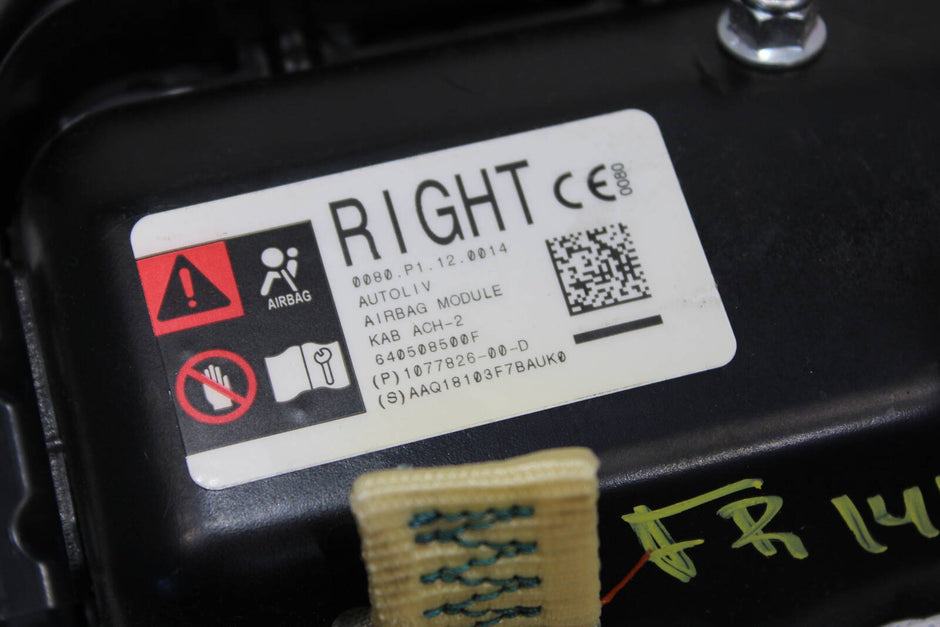 RIGHT
CE 0080
0080.P1.12.0014
AUTOLIV
AIRBAG MODULE
KAB ACH-2
640508500F
(P)1077826-00-D
(S)AAQ18103F7BAUK0
AIRBAG
FR 14